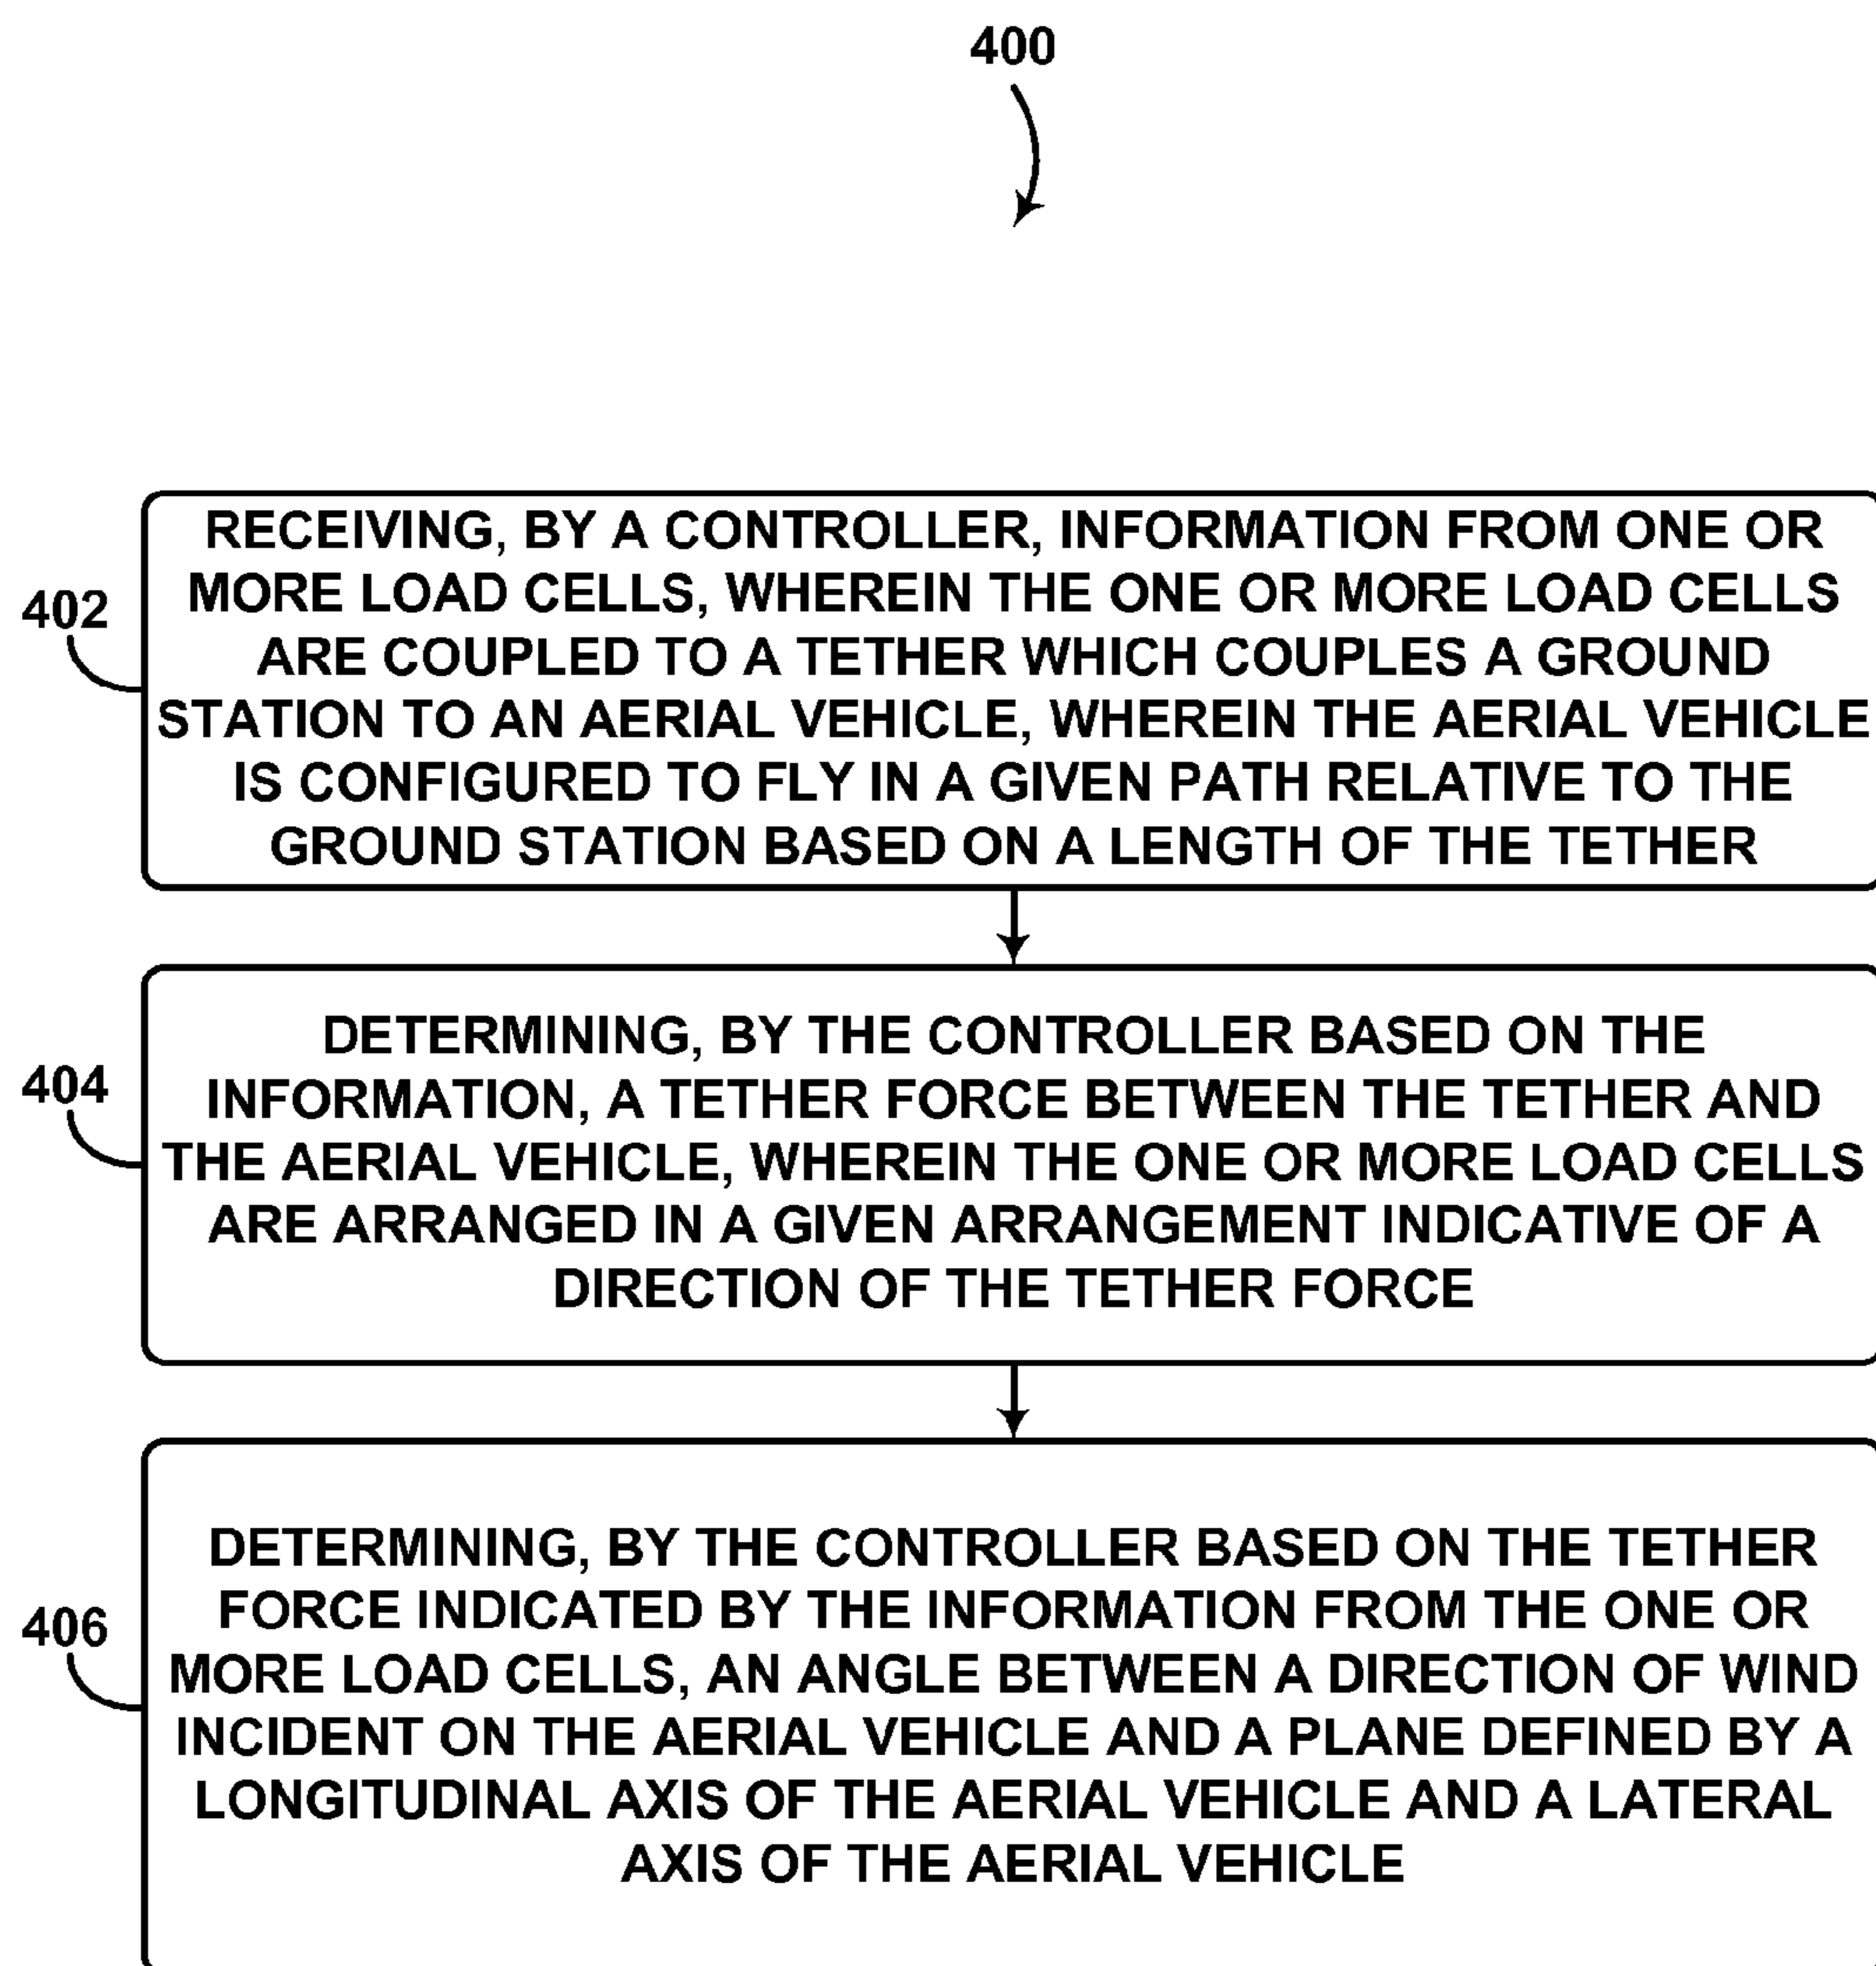 400
402
RECEIVING, BY A CONTROLLER, INFORMATION FROM ONE OR
MORE LOAD CELLS, WHEREIN THE ONE OR MORE LOAD CELLS
ARE COUPLED TO A TETHER WHICH COUPLES A GROUND
STATION TO AN AERIAL VEHICLE, WHEREIN THE AERIAL VEHICLE
IS CONFIGURED TO FLY IN A GIVEN PATH RELATIVE TO THE
GROUND STATION BASED ON A LENGTH OF THE TETHER
404
DETERMINING, BY THE CONTROLLER BASED ON THE
INFORMATION, A TETHER FORCE BETWEEN THE TETHER AND
THE AERIAL VEHICLE, WHEREIN THE ONE OR MORE LOAD CELLS
ARE ARRANGED IN A GIVEN ARRANGEMENT INDICATIVE OF A
DIRECTION OF THE TETHER FORCE
406
DETERMINING, BY THE CONTROLLER BASED ON THE TETHER
FORCE INDICATED BY THE INFORMATION FROM THE ONE OR
MORE LOAD CELLS, AN ANGLE BETWEEN A DIRECTION OF WIND
INCIDENT ON THE AERIAL VEHICLE AND A PLANE DEFINED BY A
LONGITUDINAL AXIS OF THE AERIAL VEHICLE AND A LATERAL
AXIS OF THE AERIAL VEHICLE